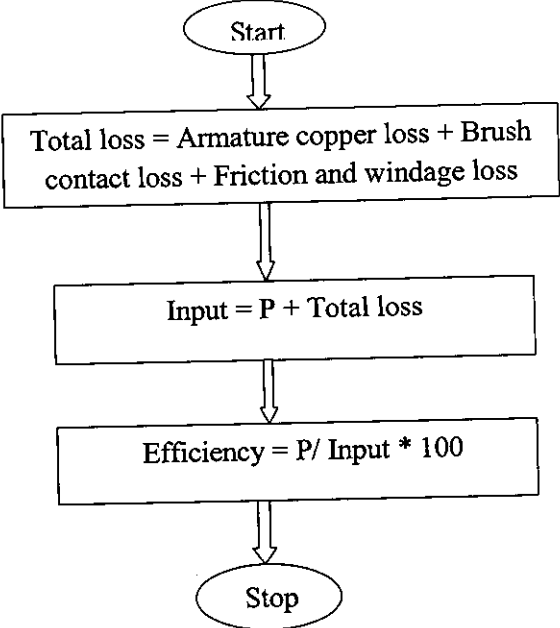 Start
Total loss = Armature copper loss + Brush
contact loss + Friction and windage loss
Input = P + Total loss
Efficiency = P/ Input * 100
Stop